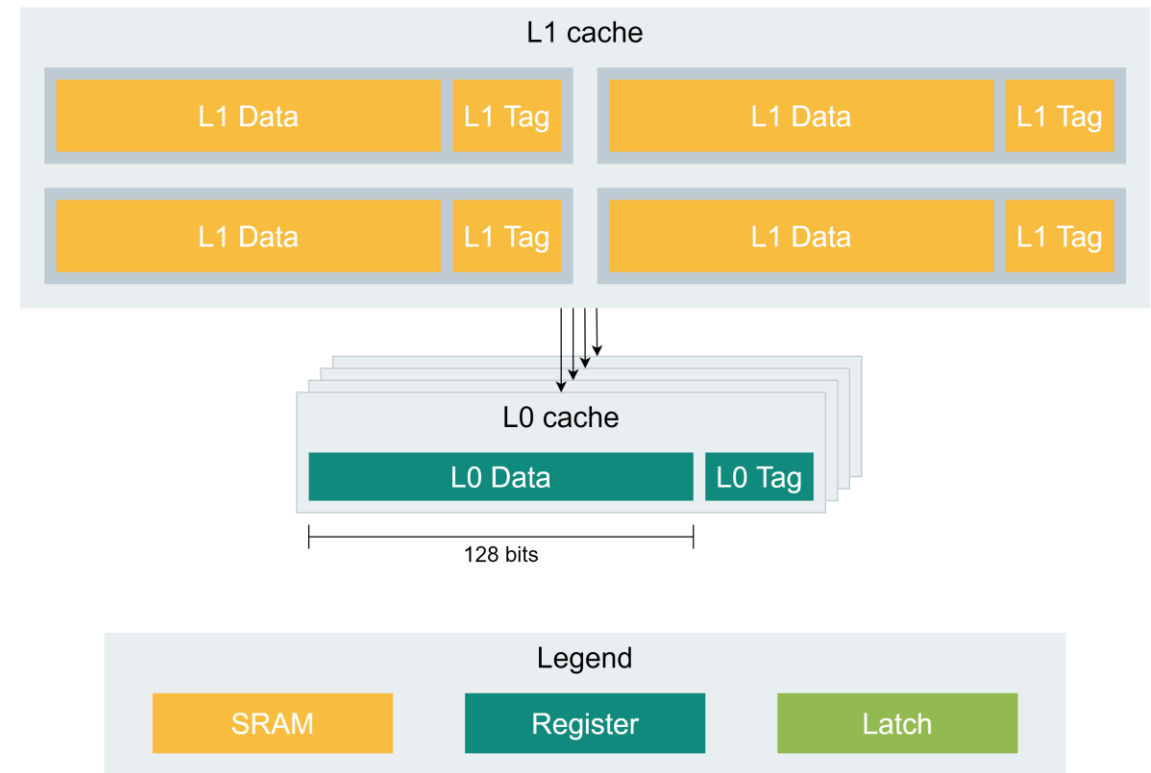 L1 cache
L1 Data L1 Tag L1 Data L1 Tag
L1 Data L1 Tag L1 Data L1 Tag
L0 cache
L0 Data L0 Tag
128 bits
Legend
SRAM Register Latch